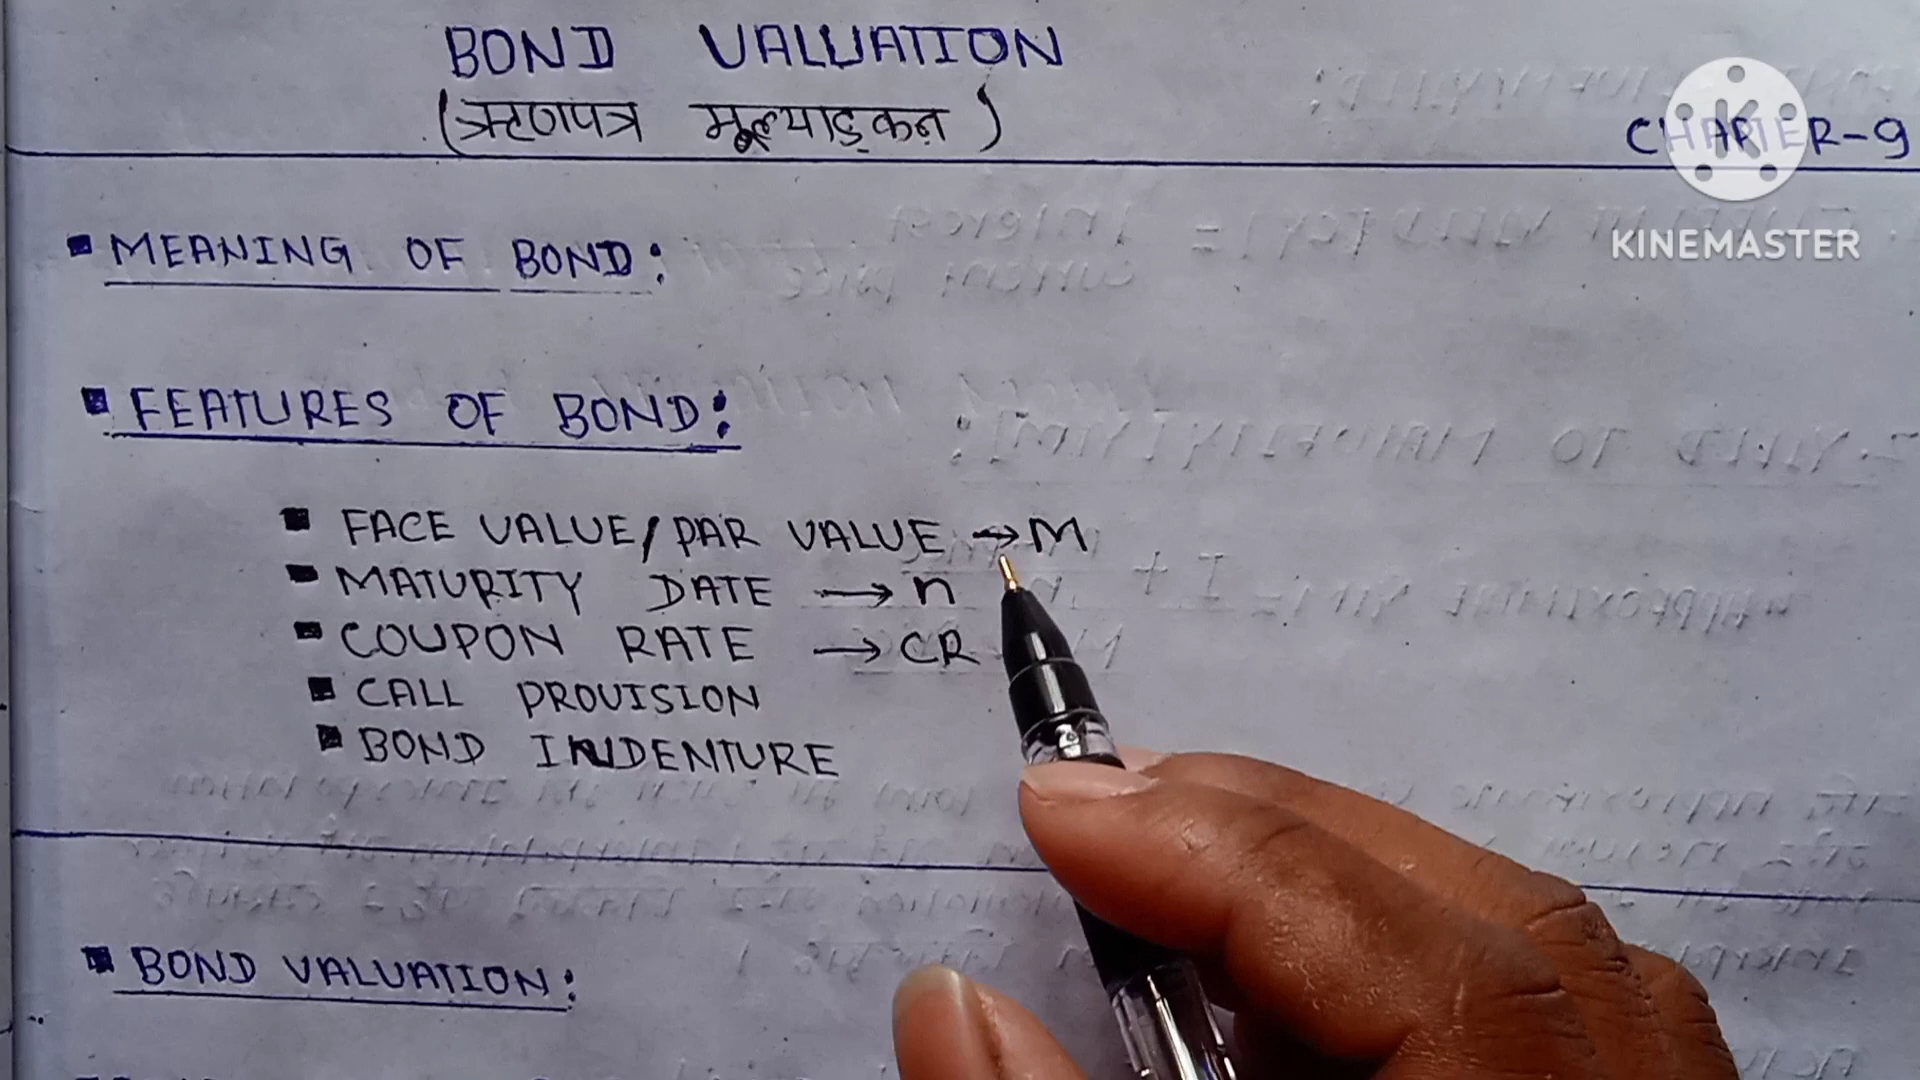 BOND VALUATION
(ऋणपत्र मूल्याङ्कन)
CHAPTER-9
KINEMASTER
MEANING OF BOND:
FEATURES OF BOND:
FACE VALUE/PAR VALUE → M
MATURITY DATE → n
COUPON RATE → CR
CALL PROVISION
BOND INDENTURE
BOND VALUATION: